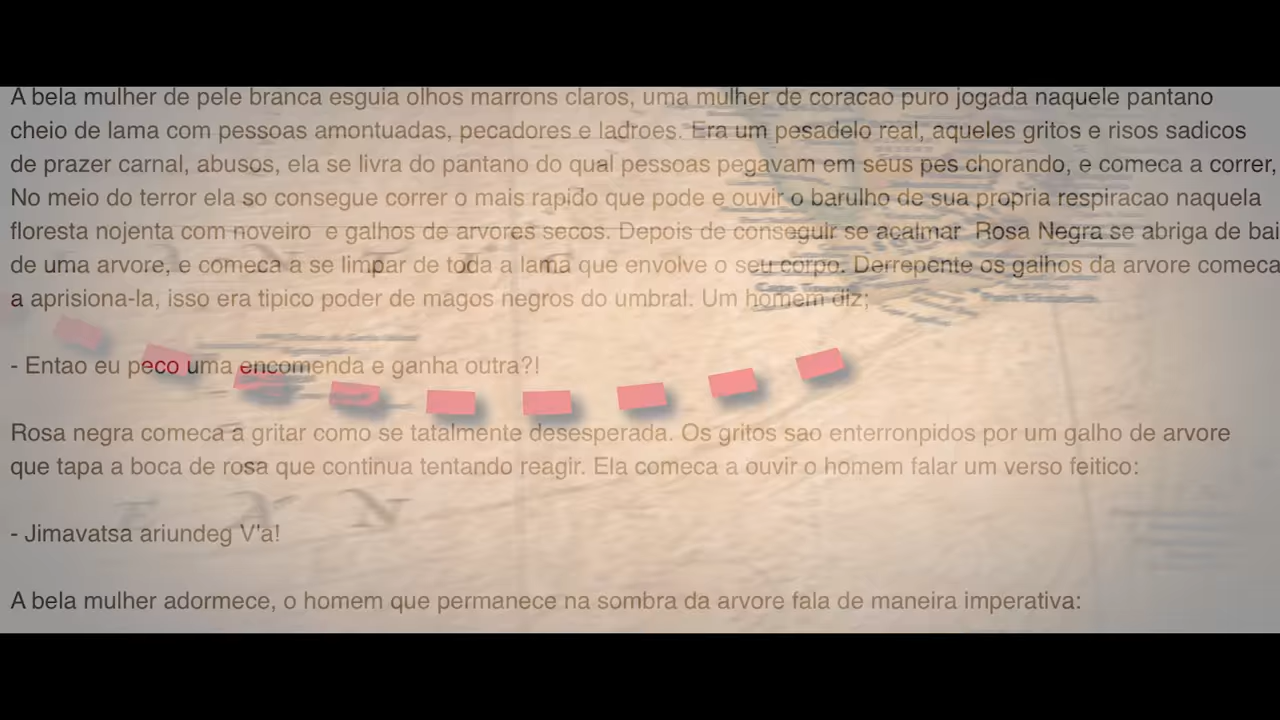 A bela mulher de pele branca esguia olhos marrons claros, uma mulher de coracao puro jogada naquele pantano
cheio de lama com pessoas amontuadas, pecadores e ladroes. Era um pesadelo real, aqueles gritos e risos sadicos
de prazer carnal, abusos, ela se livra do pantano do qual pessoas pegavam em seus pes chorando, e comeca a correr,
No meio do terror ela so consegue correr o mais rapido que pode e ouvir o barulho de sua propria respiracao naquela
floresta nojenta com noveiro e galhos de arvores secos. Depois de conseguir se acalmar Rosa Negra se abriga de bai
de uma arvore, e comeca a se limpar de toda a lama que envolve o seu corpo. Derrepente os galhos da arvore comeca
a aprisiona-la, isso era tipico poder de magos negros do umbral. Um homem diz;
- Entao eu peco uma encomenda e ganha outra?!
Rosa negra comeca a gritar como se tatalmente desesperada. Os gritos sao enterronpidos por um galho de arvore
que tapa a boca de rosa que continua tentando reagir. Ela comeca a ouvir o homem falar um verso feitico:
- Jimavatsa ariundeg V'a!
A bela mulher adormece, o homem que permanece na sombra da arvore fala de maneira imperativa: